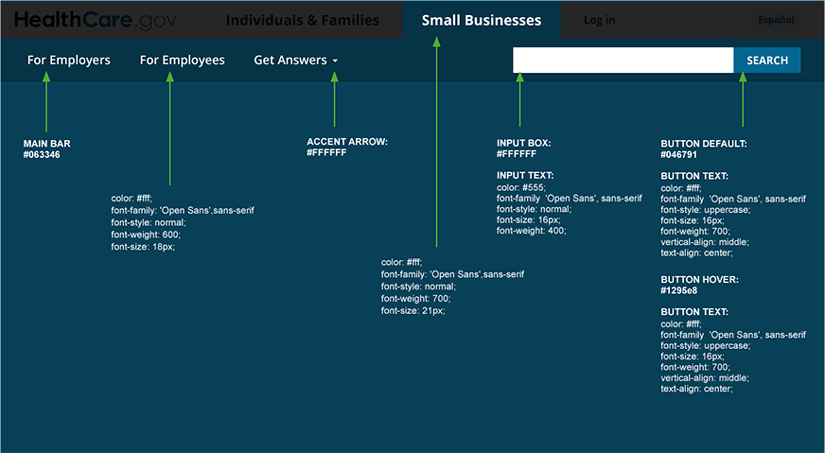 HealthCare.gov Individuals & Families Small Businesses Log in Español
For Employers For Employees Get Answers SEARCH
MAIN BAR
#063346
color: #fff;
font-family: 'Open Sans',sans-serif
font-style: normal;
font-weight: 600;
font-size: 18px;
ACCENT ARROW:
#FFFFFF
color: #fff;
font-family: 'Open Sans',sans-serif
font-style: normal;
font-weight: 700;
font-size: 21px;
INPUT BOX:
#FFFFFF
INPUT TEXT:
color: #555;
font-family 'Open Sans', sans-serif
font-style: normal;
font-size: 16px;
font-weight: 400;
BUTTON DEFAULT:
#046791
BUTTON TEXT:
color: #fff;
font-family 'Open Sans', sans-serif
font-style: uppercase;
font-size: 16px;
font-weight: 700;
vertical-align: middle;
text-align: center;
BUTTON HOVER:
#1295e8
BUTTON TEXT:
color: #fff;
font-family 'Open Sans', sans-serif
font-style: uppercase;
font-size: 16px;
font-weight: 700;
vertical-align: middle;
text-align: center;